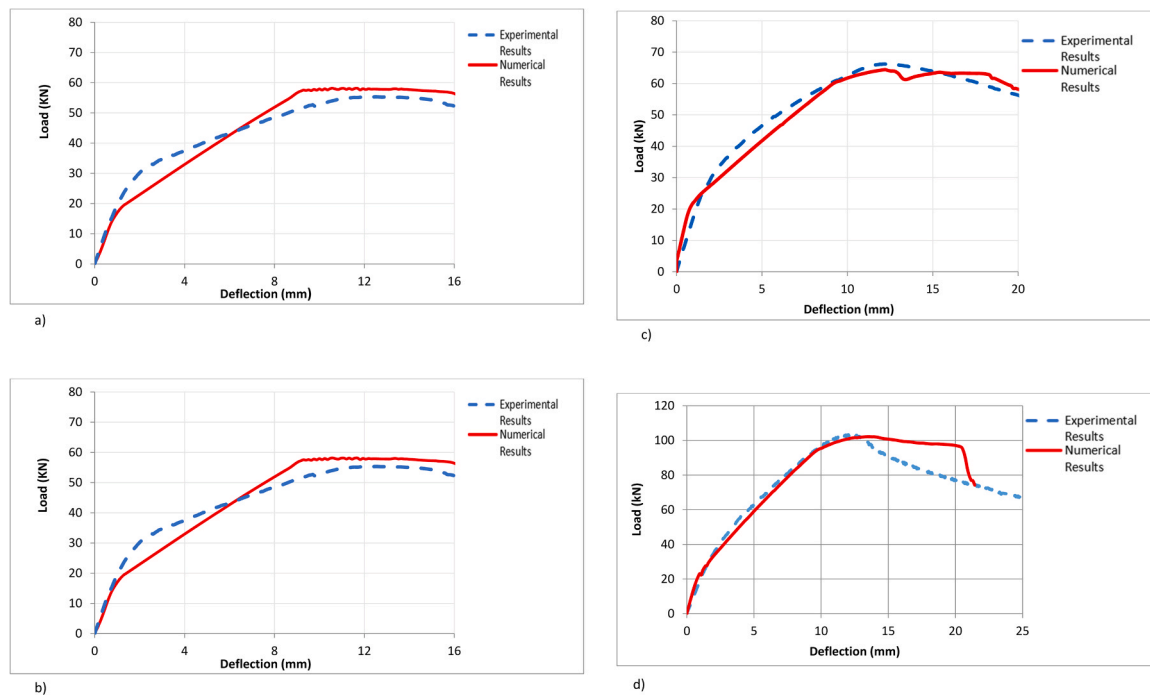 80
70
60
50
40
30
20
10
0
Load (KN)
0 4 8 12 16
Deflection (mm)
Experimental
Results
Numerical
Results
a)
80
70
60
50
40
30
20
10
0
Load (kN)
0 5 10 15 20
Deflection (mm)
Experimental
Results
Numerical
Results
c)
80
70
60
50
40
30
20
10
0
Load (KN)
0 4 8 12 16
Deflection (mm)
Experimental
Results
Numerical
Results
b)
120
100
80
60
40
20
0
Load (kN)
0 5 10 15 20 25
Deflection (mm)
Experimental
Results
Numerical
Results
d)